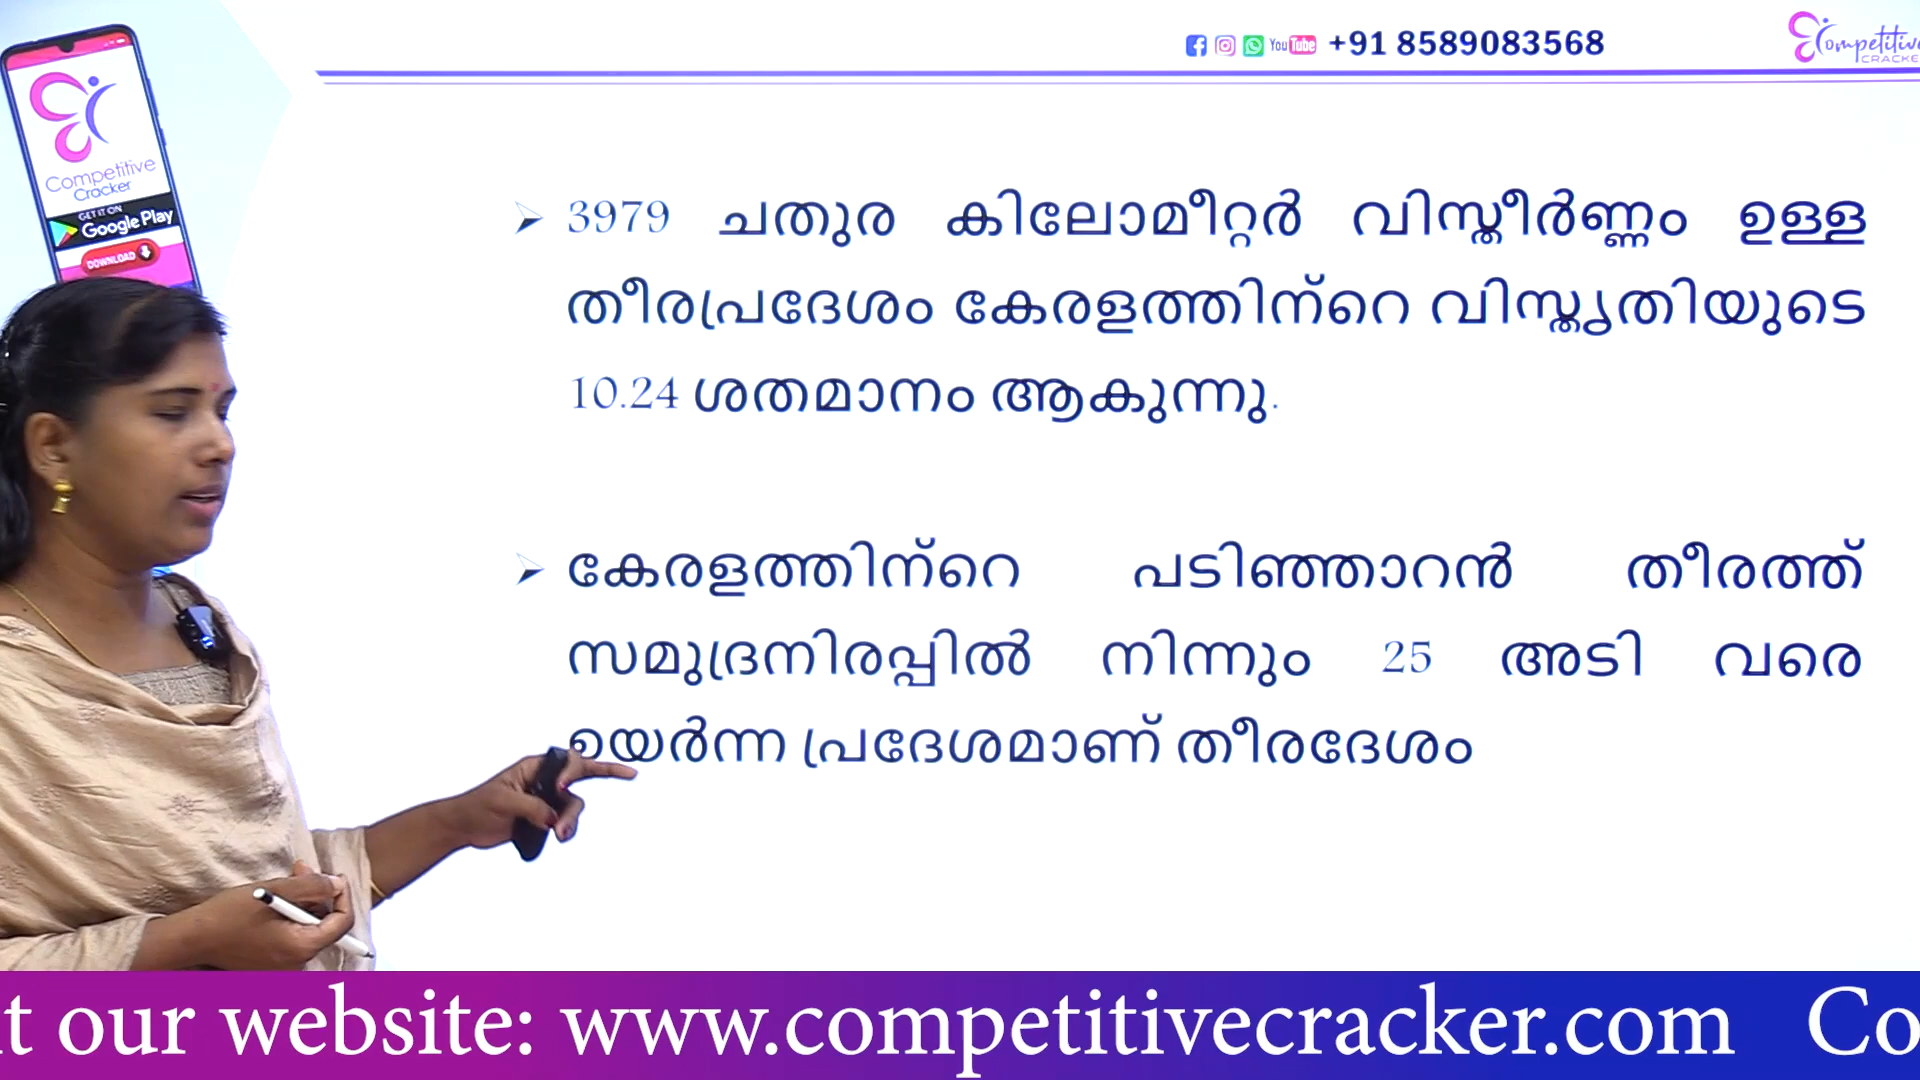 You Tube +91 8589083568
Competitive
CRACKER
Competitive
Cracker
GET IT ON
Google Play
DOWNLOAD
3979 ചതുര കിലോമീറ്റർ വിസ്തീർണ്ണം ഉള്ള
തീരപ്രദേശം കേരളത്തിന്റെ വിസ്തൃതിയുടെ
10.24 ശതമാനം ആകുന്നു.
കേരളത്തിന്റെ പടിഞ്ഞാറൻ തീരത്ത്
സമുദ്രനിരപ്പിൽ നിന്നും 25 അടി വരെ
ഉയർന്ന പ്രദേശമാണ് തീരദേശം
t our website: www.competitivecracker.com Co